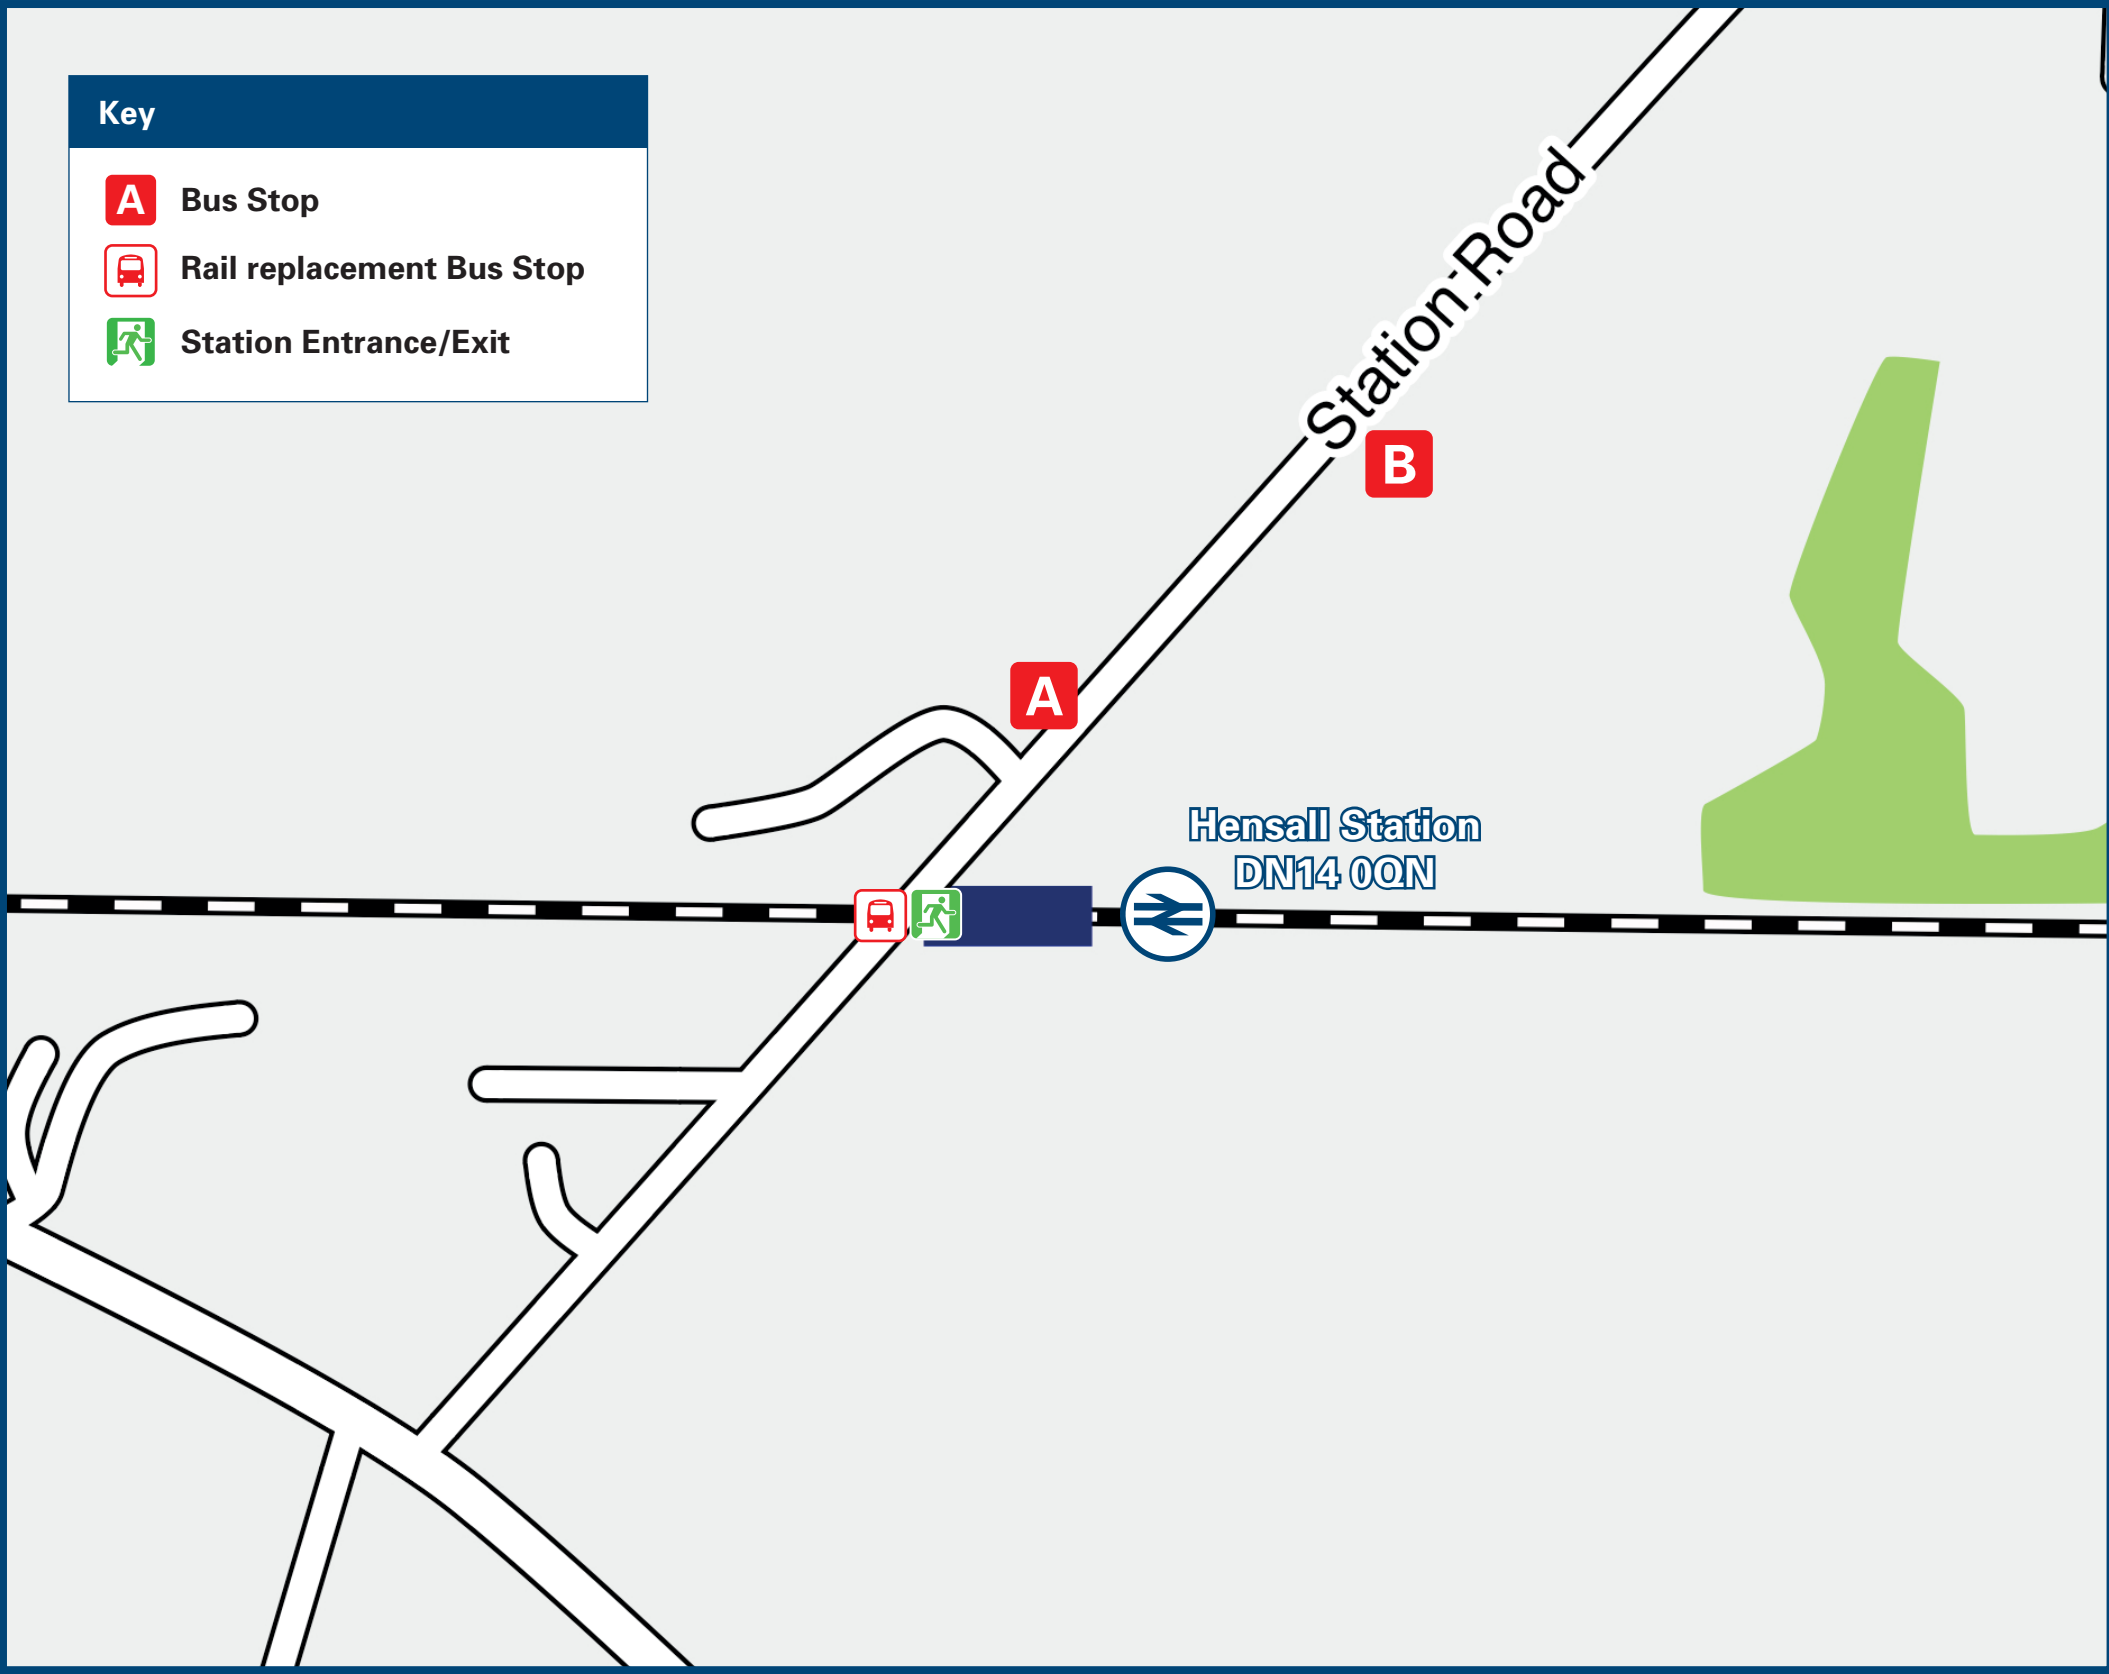 Key
A Bus Stop
Rail replacement Bus Stop
Station Entrance/Exit
Station Road
B
A
Hensall Station
DN14 0QN